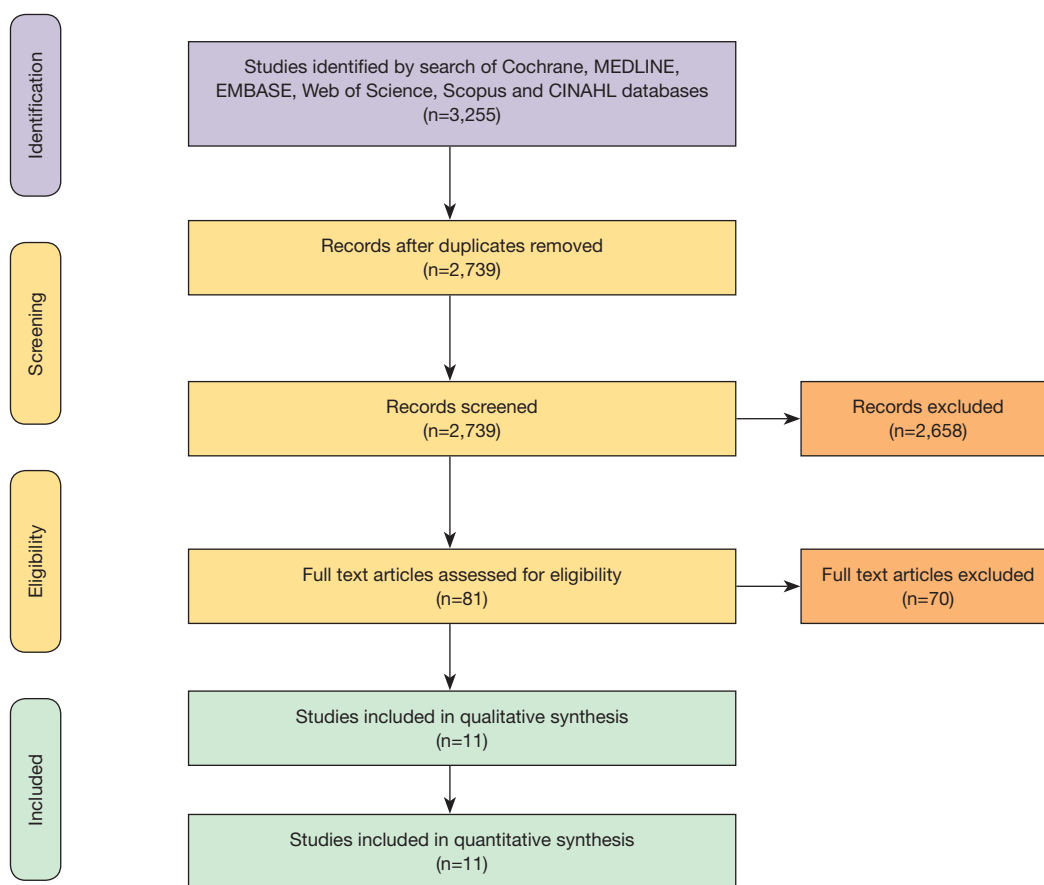 Identification
Studies identified by search of Cochrane, MEDLINE,
EMBASE, Web of Science, Scopus and CINAHL databases
(n=3,255)
Screening
Records after duplicates removed
(n=2,739)
Records screened
(n=2,739)
Records excluded
(n=2,658)
Eligibility
Full text articles assessed for eligibility
(n=81)
Full text articles excluded
(n=70)
Included
Studies included in qualitative synthesis
(n=11)
Studies included in quantitative synthesis
(n=11)